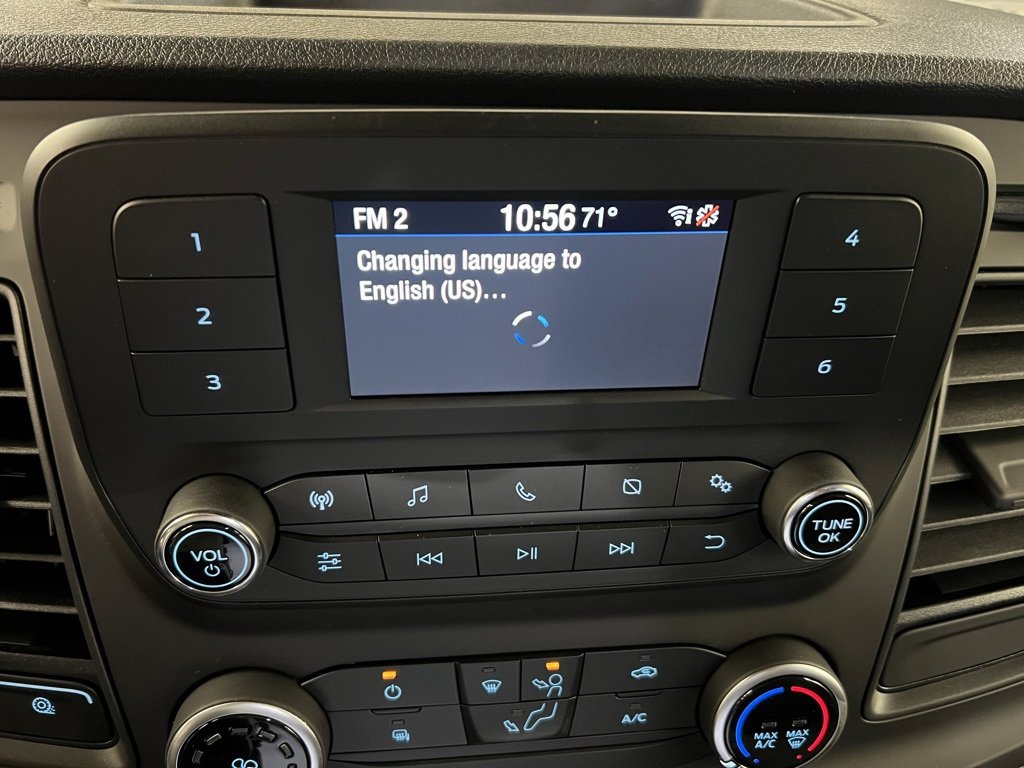 FM 2 10:56 71°
Changing language to
English (US)...
1
2
3
4
5
6
VOL
TUNE
OK
A/C
MAX
A/C
MAX